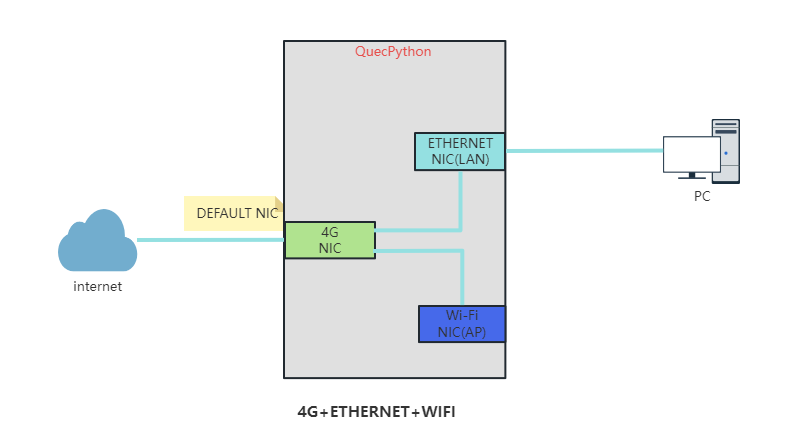 QuecPython
ETHERNET
NIC(LAN)
PC
DEFAULT NIC
4G
NIC
internet
Wi-Fi
NIC(AP)
4G+ETHERNET+WIFI